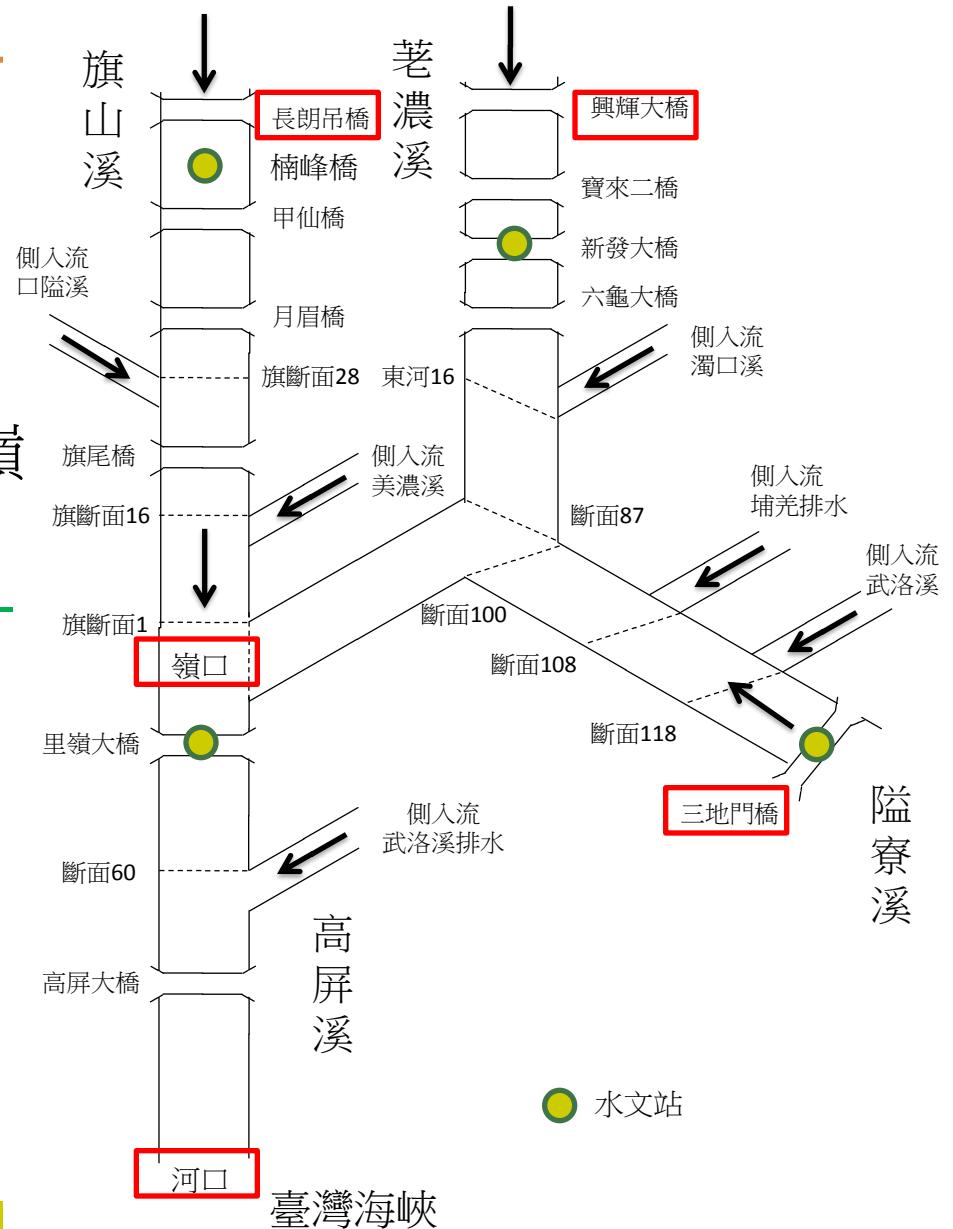 旗山溪
荖濃溪
長朗吊橋
興輝大橋
楠峰橋
寶來二橋
甲仙橋
新發大橋
側入流
口隘溪
六龜大橋
月眉橋
側入流
濁口溪
旗斷面28
東河16
嶺
旗尾橋
側入流
美濃溪
側入流
埔羌排水
旗斷面16
斷面87
側入流
武洛溪
旗斷面1
斷面100
嶺口
斷面108
里嶺大橋
斷面118
三地門橋
隘寮溪
側入流
武洛溪排水
斷面60
高屏溪
高屏大橋
水文站
河口
臺灣海峽